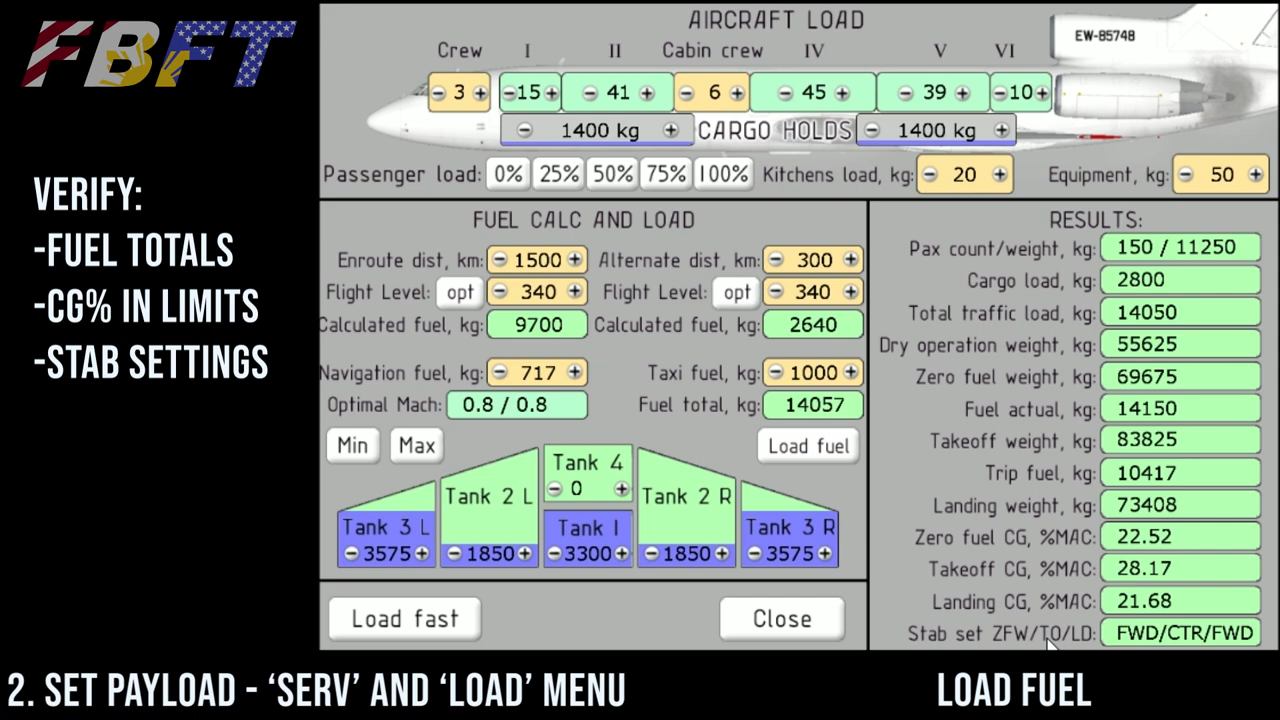 FBFT
VERIFY:
-FUEL TOTALS
-CG% IN LIMITS
-STAB SETTINGS
AIRCRAFT LOAD
EW-85748
Crew I II Cabin crew IV V VI
− 3 + −15+ − 41 + − 6 + − 45 + − 39 + −10+
− 1400 kg + CARGO HOLDS − 1400 kg +
Passenger load: 0% 25% 50% 75% 100% Kitchens load, kg: − 20 + Equipment, kg: − 50 +
FUEL CALC AND LOAD
Enroute dist, km: − 1500 + Alternate dist, km: − 300 +
Flight Level: opt − 340 + Flight Level: opt − 340 +
Calculated fuel, kg: 9700 Calculated fuel, kg: 2640
Navigation fuel, kg: − 717 + Taxi fuel, kg: − 1000 +
Optimal Mach: 0.8 / 0.8 Fuel total, kg: 14057
Min Max Load fuel
Tank 4
− 0 +
Tank 2 L Tank 2 R
Tank 3 L Tank I Tank 3 R
− 3575 + − 1850 + − 3300 + − 1850 + − 3575 +
Load fast Close
RESULTS:
Pax count/weight, kg: 150 / 11250
Cargo load, kg: 2800
Total traffic load, kg: 14050
Dry operation weight, kg: 55625
Zero fuel weight, kg: 69675
Fuel actual, kg: 14150
Takeoff weight, kg: 83825
Trip fuel, kg: 10417
Landing weight, kg: 73408
Zero fuel CG, %MAC: 22.52
Takeoff CG, %MAC: 28.17
Landing CG, %MAC: 21.68
Stab set ZFW/TO/LD: FWD/CTR/FWD
2. SET PAYLOAD - ‘SERV’ AND ‘LOAD’ MENU
LOAD FUEL